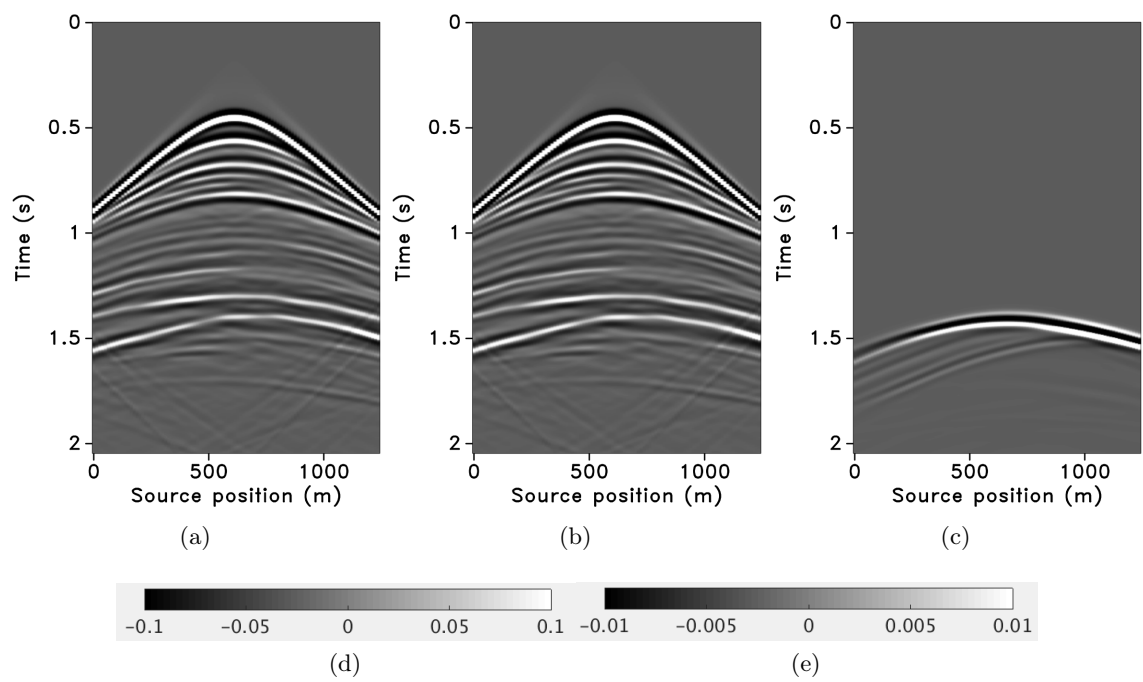 0
0.5
1
1.5
2
Time (s)
0 500 1000
Source position (m)
(a)
0
0.5
1
1.5
2
Time (s)
0 500 1000
Source position (m)
(b)
0
0.5
1
1.5
2
Time (s)
0 500 1000
Source position (m)
(c)
-0.1 -0.05 0 0.05 0.1
(d)
-0.01 -0.005 0 0.005 0.01
(e)